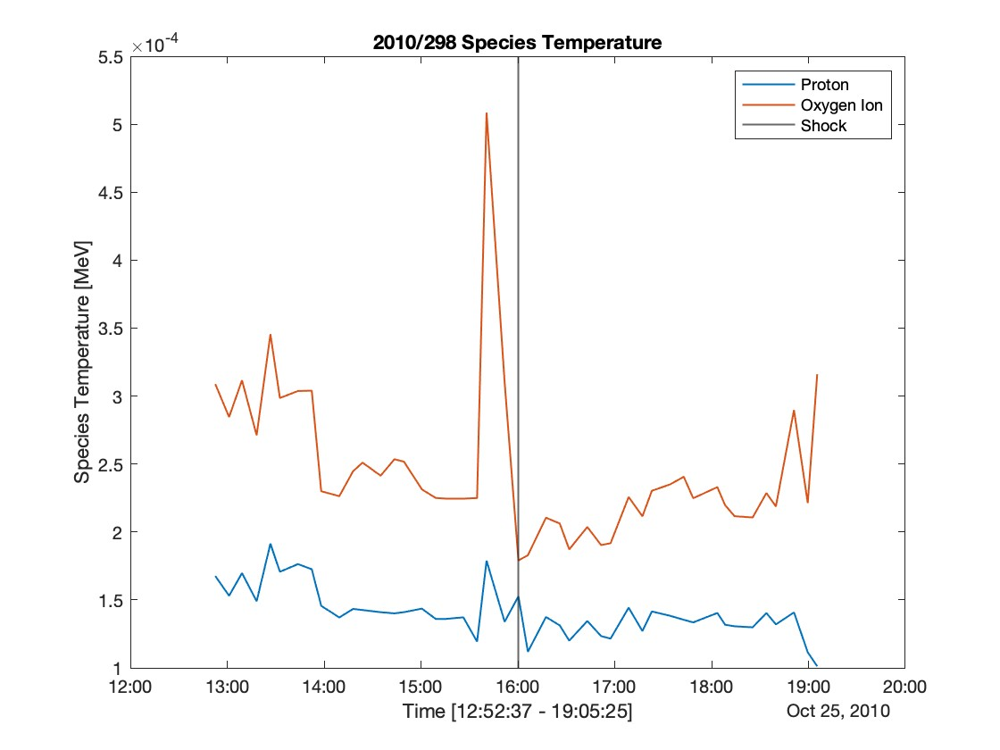 2010/298 Species Temperature
×10-4
5.5
5
4.5
4
3.5
3
2.5
2
1.5
1
Species Temperature [MeV]
Proton
Oxygen Ion
Shock
12:00 13:00 14:00 15:00 16:00 17:00 18:00 19:00 20:00
Time [12:52:37 - 19:05:25]
Oct 25, 2010